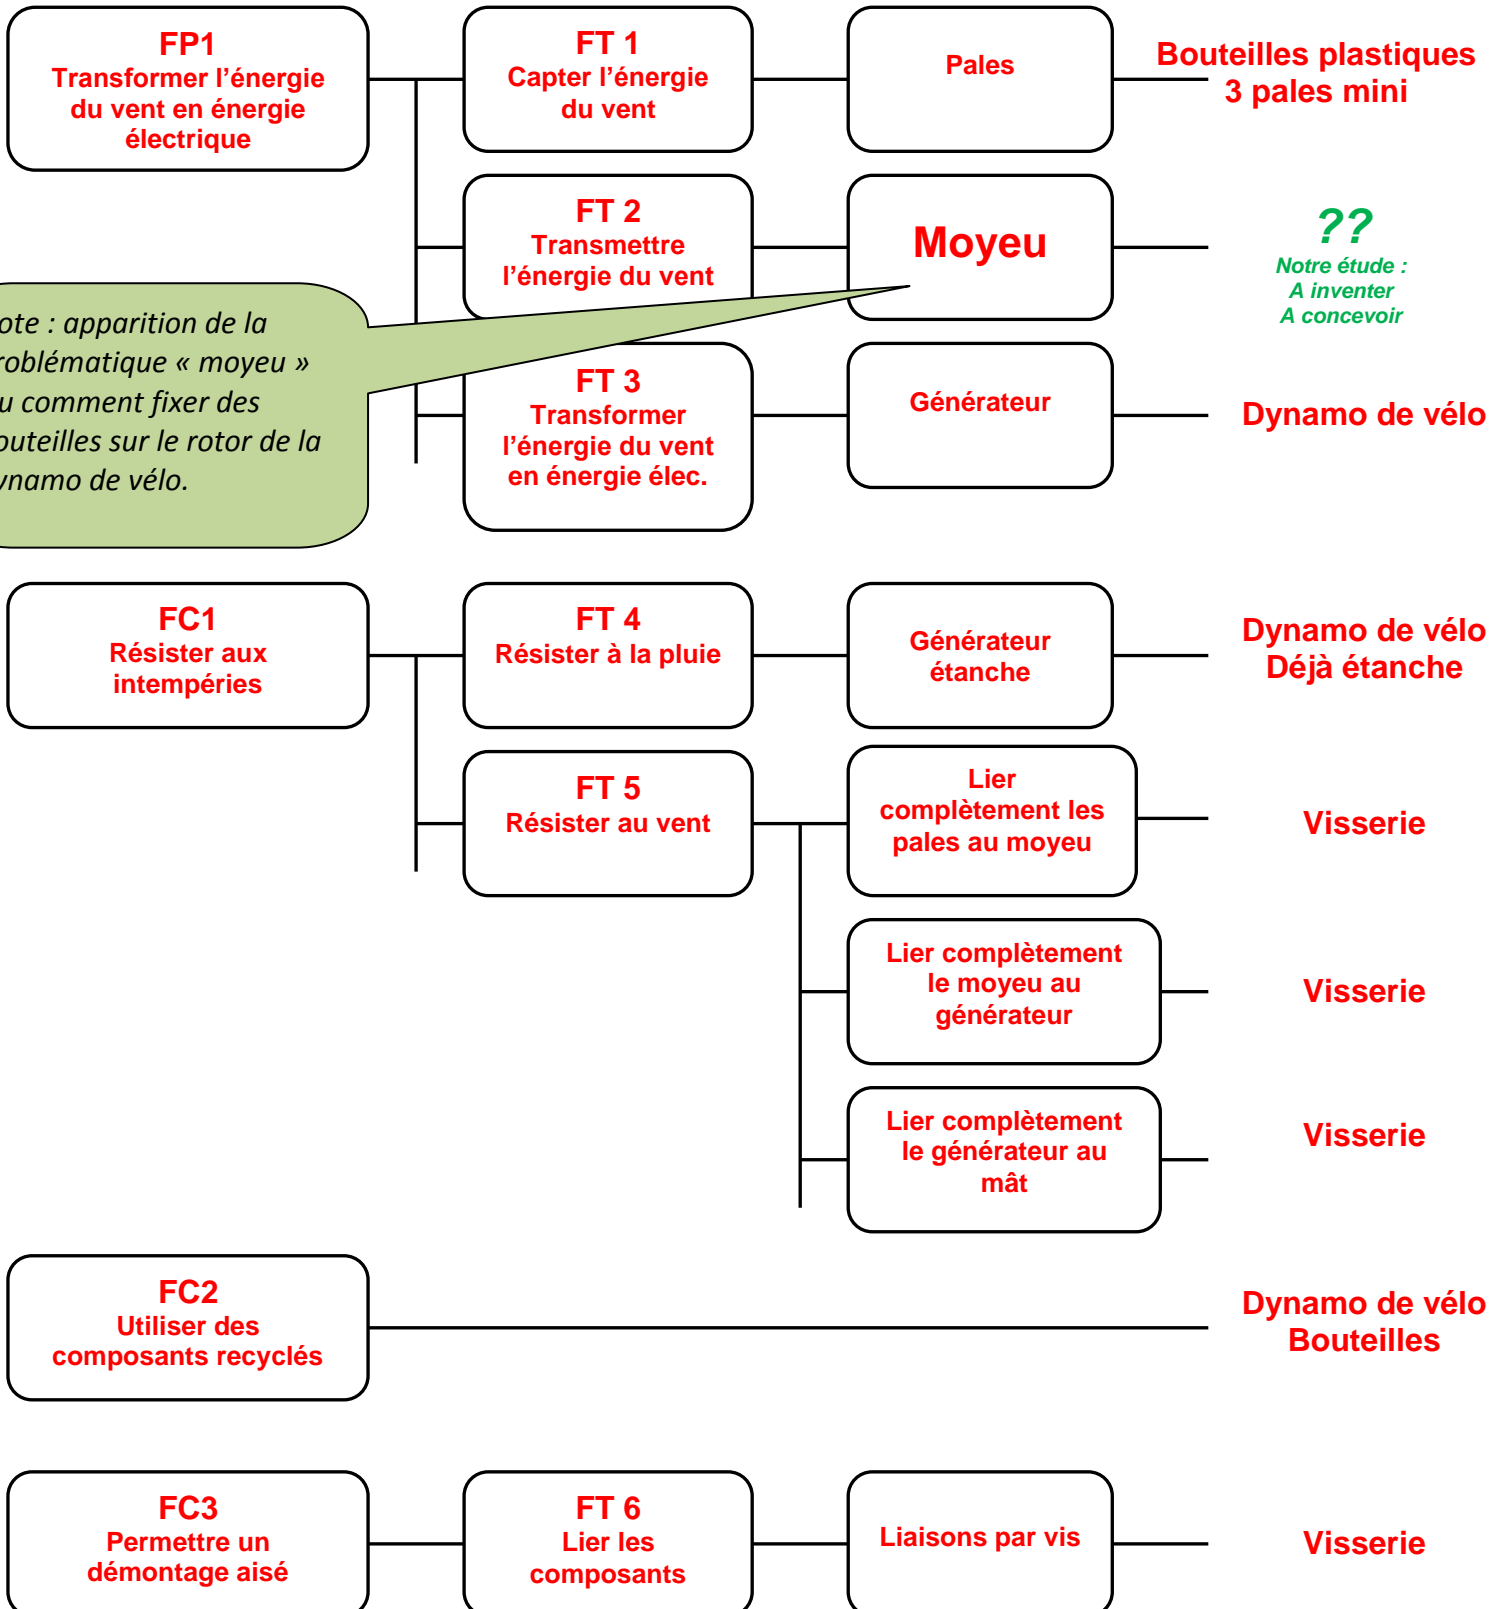 FP1
Transformer l'énergie
du vent en énergie
électrique
FT 1
Capter l'énergie
du vent
Pales
Bouteilles plastiques
3 pales mini
FT 2
Transmettre
l'énergie du vent
Moyeu
??
Notre étude :
A inventer
A concevoir
ote : apparition de la
roblématique « moyeu »
u comment fixer des
outeilles sur le rotor de la
ynamo de vélo.
FT 3
Transformer
l'énergie du vent
en énergie élec.
Générateur
Dynamo de vélo
FC1
Résister aux
intempéries
FT 4
Résister à la pluie
Générateur
étanche
Dynamo de vélo
Déjà étanche
FT 5
Résister au vent
Lier
complètement les
pales au moyeu
Visserie
Lier complètement
le moyeu au
générateur
Visserie
Lier complètement
le générateur au
mât
Visserie
FC2
Utiliser des
composants recyclés
Dynamo de vélo
Bouteilles
FC3
Permettre un
démontage aisé
FT 6
Lier les
composants
Liaisons par vis
Visserie